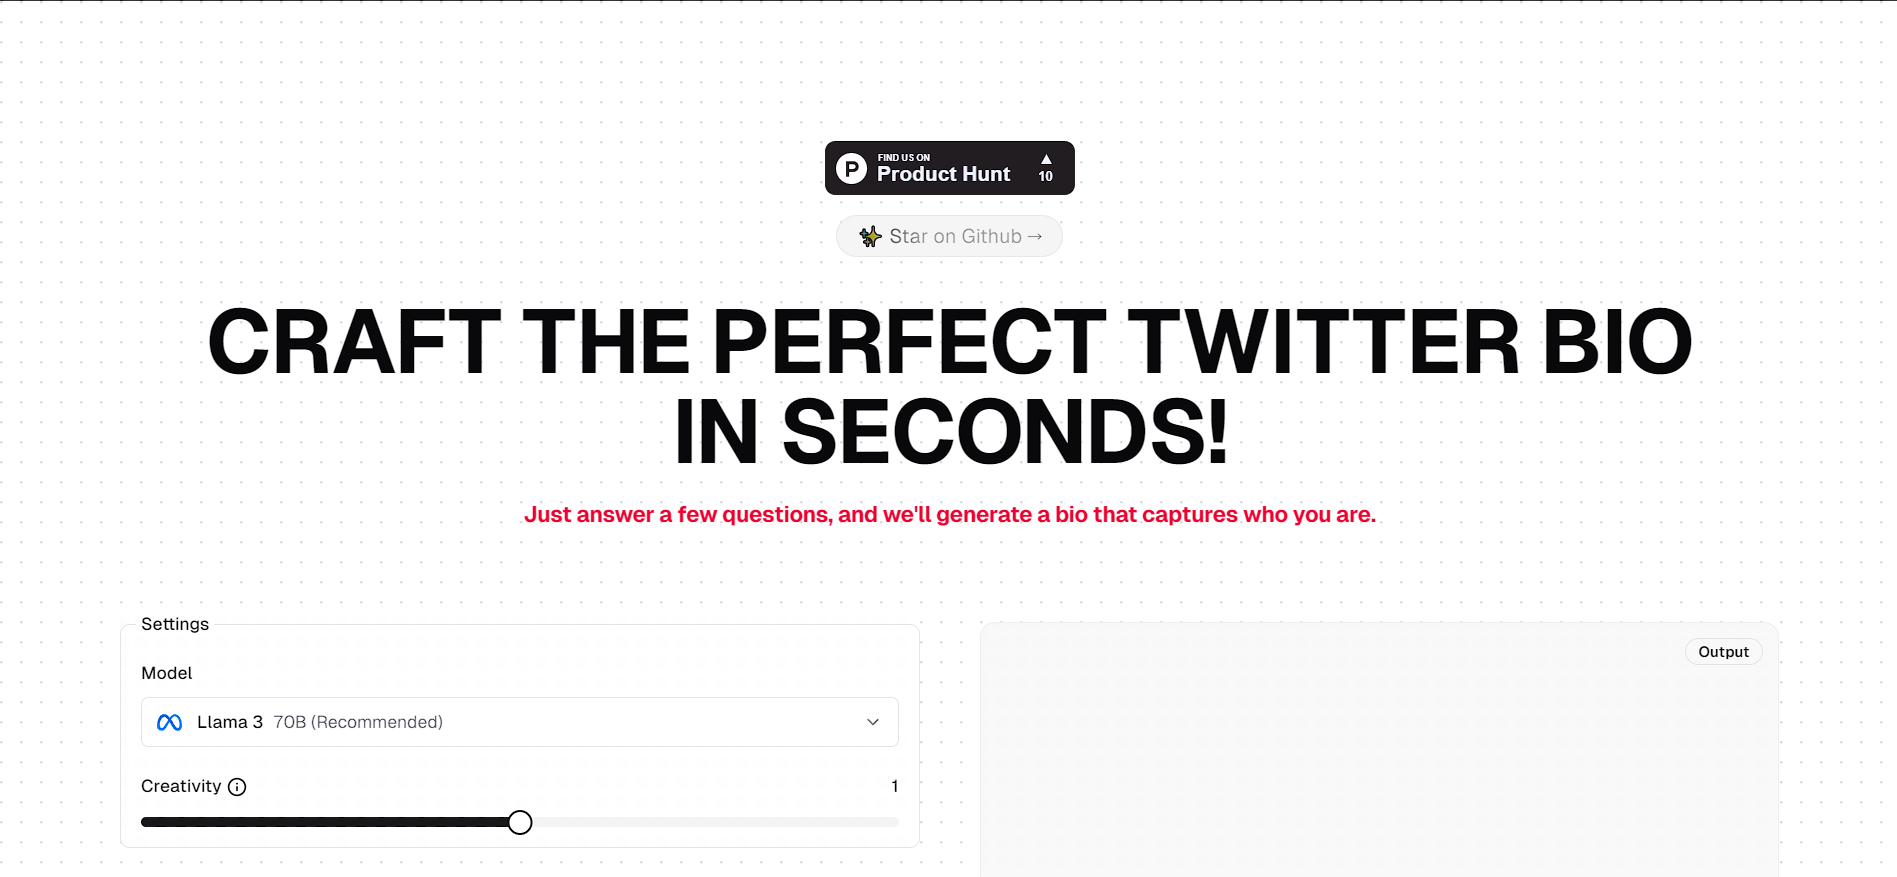 FIND US ON
Product Hunt
10
Star on Github →
CRAFT THE PERFECT TWITTER BIO
IN SECONDS!
Just answer a few questions, and we'll generate a bio that captures who you are.
Settings
Model
Llama 3 70B (Recommended)
Creativity
1
Output